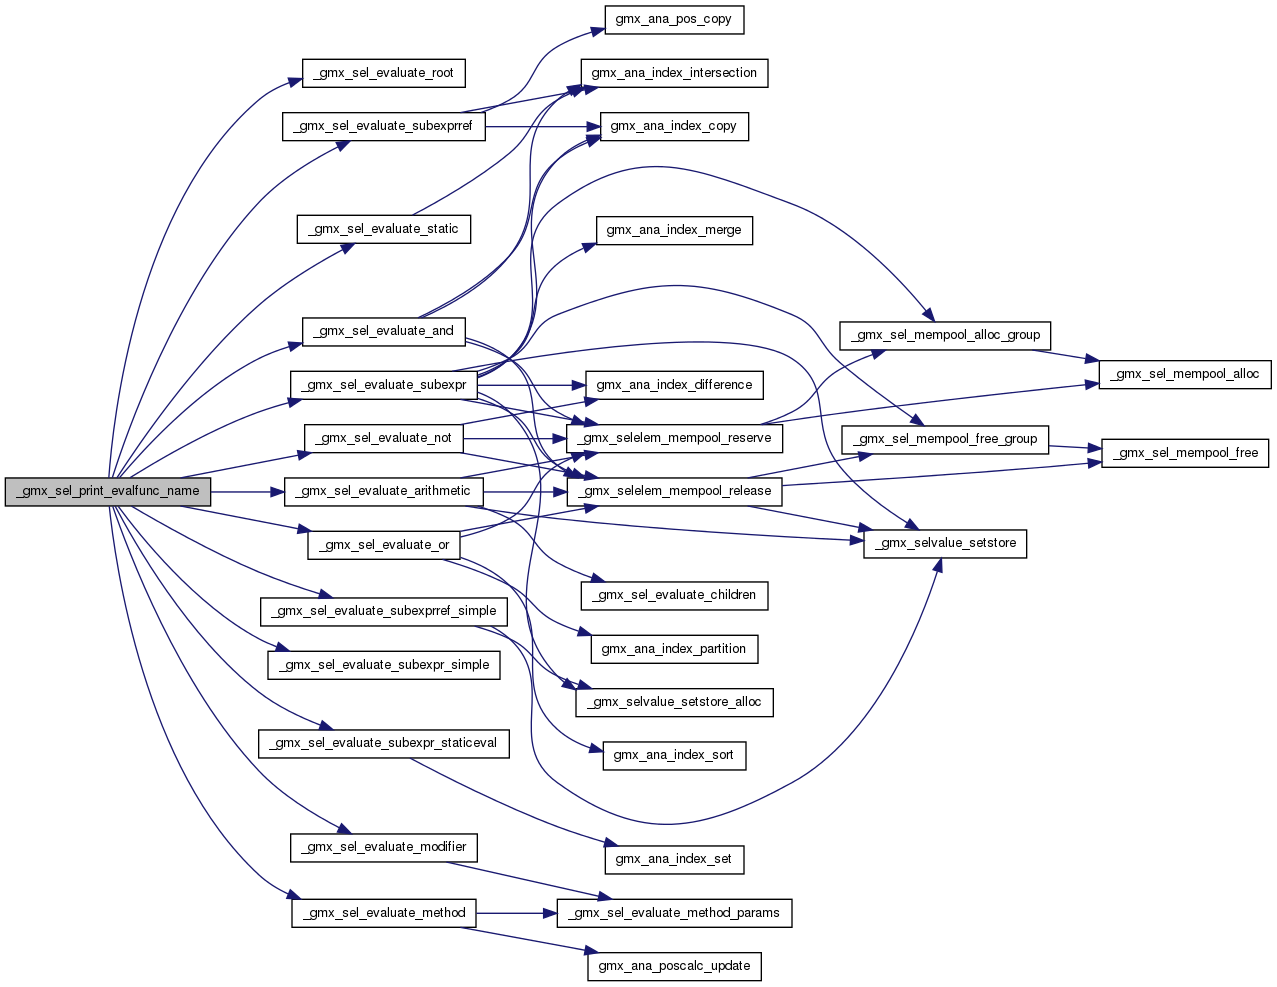 gmx_ana_pos_copy
_gmx_sel_evaluate_root
gmx_ana_index_intersection
_gmx_sel_evaluate_subexprref
gmx_ana_index_copy
_gmx_sel_evaluate_static
gmx_ana_index_merge
_gmx_sel_evaluate_and
_gmx_sel_mempool_alloc_group
_gmx_sel_mempool_alloc
_gmx_sel_evaluate_subexpr
gmx_ana_index_difference
_gmx_sel_evaluate_not
_gmx_selelem_mempool_reserve
_gmx_sel_mempool_free_group
_gmx_sel_mempool_free
_gmx_sel_print_evalfunc_name
_gmx_sel_evaluate_arithmetic
_gmx_selelem_mempool_release
_gmx_sel_evaluate_or
_gmx_selvalue_setstore
_gmx_sel_evaluate_children
_gmx_sel_evaluate_subexprref_simple
gmx_ana_index_partition
_gmx_sel_evaluate_subexpr_simple
_gmx_selvalue_setstore_alloc
_gmx_sel_evaluate_subexpr_staticeval
gmx_ana_index_sort
_gmx_sel_evaluate_modifier
gmx_ana_index_set
_gmx_sel_evaluate_method
_gmx_sel_evaluate_method_params
gmx_ana_poscalc_update